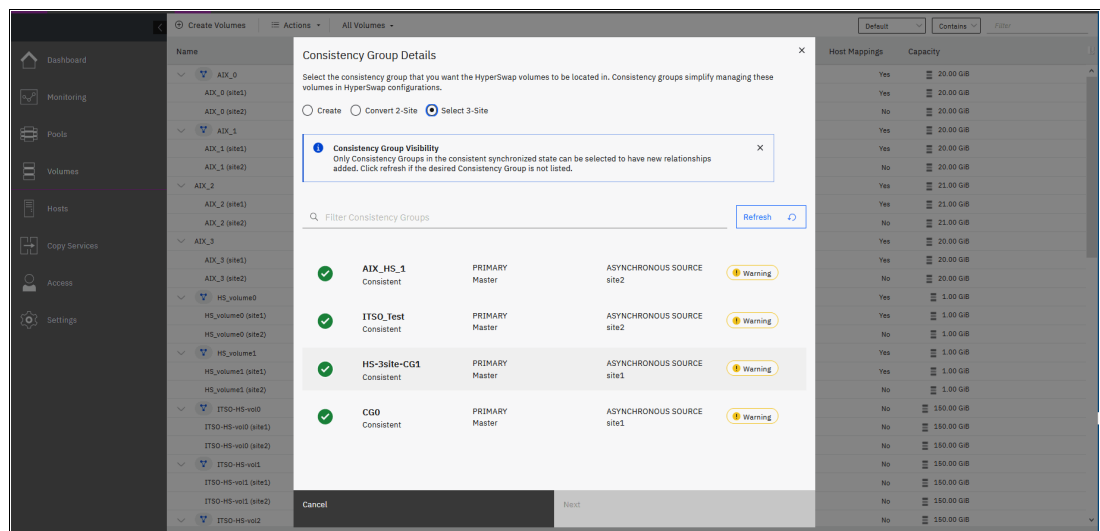 Create Volumes
Actions
All Volumes
Default
Contains
Filter
Name
Host Mappings
Capacity
Dashboard
Monitoring
Pools
Volumes
Hosts
Copy Services
Access
Settings
AIX_0 Yes 20.00 GiB
AIX_0 (site1) Yes 20.00 GiB
AIX_0 (site2) No 20.00 GiB
AIX_1 Yes 20.00 GiB
AIX_1 (site1) Yes 20.00 GiB
AIX_1 (site2) No 20.00 GiB
AIX_2 Yes 21.00 GiB
AIX_2 (site1) Yes 21.00 GiB
AIX_2 (site2) No 21.00 GiB
AIX_3 Yes 20.00 GiB
AIX_3 (site1) Yes 20.00 GiB
AIX_3 (site2) No 20.00 GiB
HS_volume0 Yes 1.00 GiB
HS_volume0 (site1) Yes 1.00 GiB
HS_volume0 (site2) No 1.00 GiB
HS_volume1 Yes 1.00 GiB
HS_volume1 (site1) Yes 1.00 GiB
HS_volume1 (site2) No 1.00 GiB
ITSO-HS-vol0 No 150.00 GiB
ITSO-HS-vol0 (site1) No 150.00 GiB
ITSO-HS-vol0 (site2) No 150.00 GiB
ITSO-HS-vol1 No 150.00 GiB
ITSO-HS-vol1 (site1) No 150.00 GiB
ITSO-HS-vol1 (site2) No 150.00 GiB
ITSO-HS-vol2 No 150.00 GiB
Consistency Group Details
Select the consistency group that you want the HyperSwap volumes to be located in. Consistency groups simplify managing these
volumes in HyperSwap configurations.
Create
Convert 2-Site
Select 3-Site
Consistency Group Visibility
Only Consistency Groups in the consistent synchronized state can be selected to have new relationships
added. Click refresh if the desired Consistency Group is not listed.
Filter Consistency Groups
Refresh
AIX_HS_1 PRIMARY ASYNCHRONOUS SOURCE Warning
Consistent Master site2
ITSO_Test PRIMARY ASYNCHRONOUS SOURCE Warning
Consistent Master site2
HS-3site-CG1 PRIMARY ASYNCHRONOUS SOURCE Warning
Consistent Master site1
CG0 PRIMARY ASYNCHRONOUS SOURCE Warning
Consistent Master site1
Cancel
Next